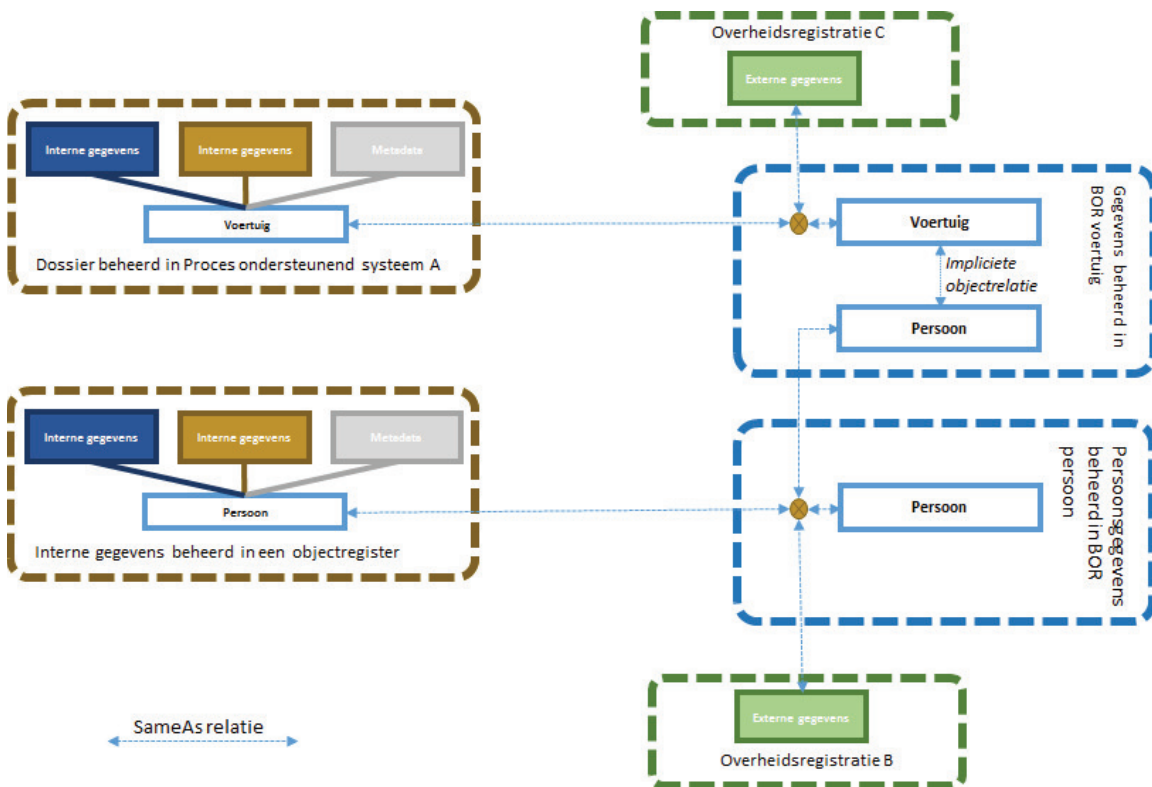 Overheidsregistratie C
Externe gegevens
Interne gegevens
Interne gegevens
Metadata
Voertuig
Dossier beheerd in Proces ondersteunend systeem A
Voertuig
Impliciete
objectrelatie
Persoon
Gegevens beheerd in
BOR voertuig
Interne gegevens
Interne gegevens
Metadata
Persoon
Interne gegevens beheerd in een objectregister
Persoon
Persoonsgegevens
beheerd in BOR
persoon
SameAs relatie
Externe gegevens
Overheidsregistratie B